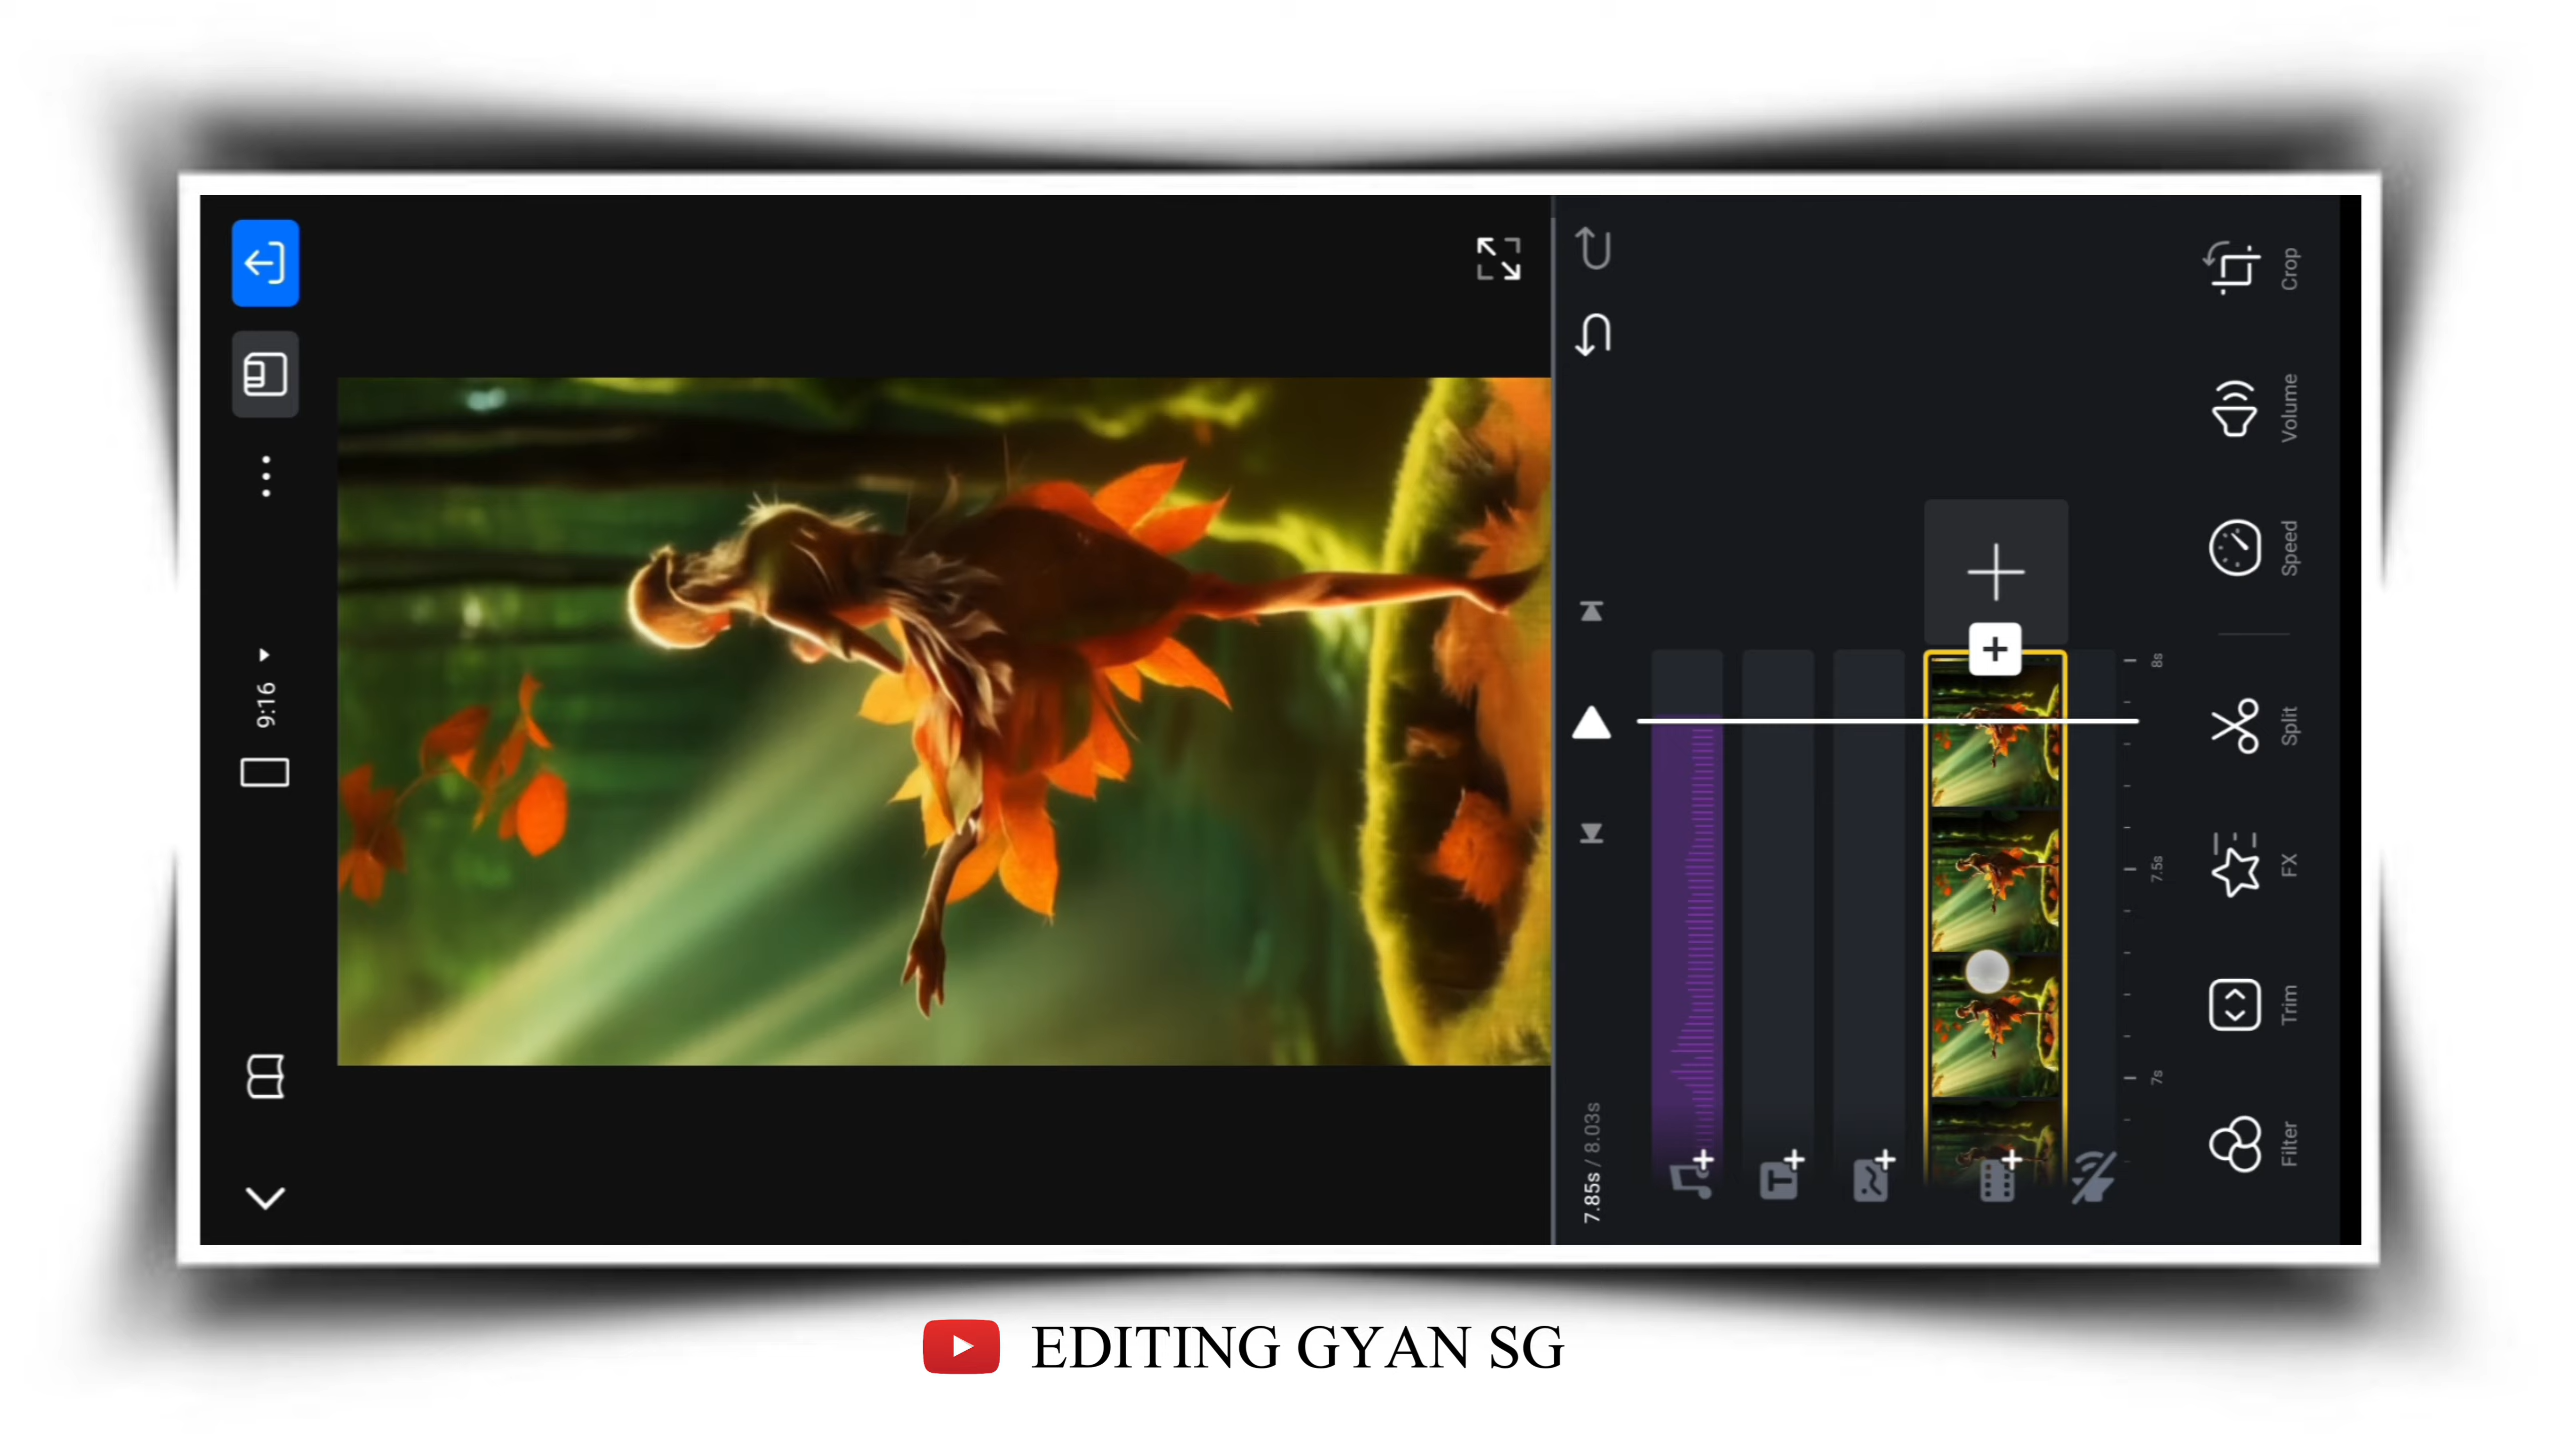 9:16
7.85s / 8.03s
7s
7.5s
8s
Filter
Trim
FX
Split
Speed
Volume
Crop
EDITING GYAN SG